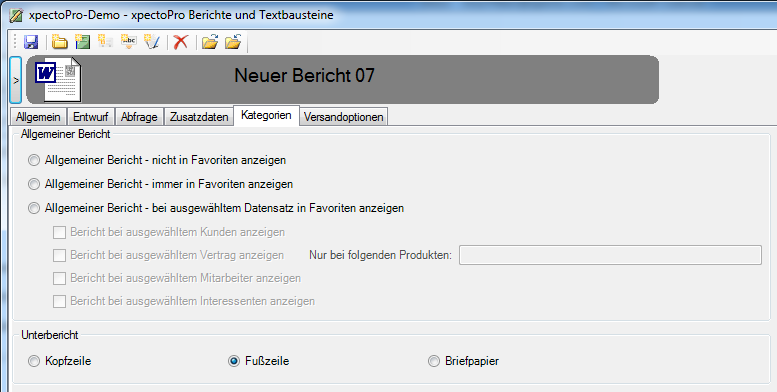 xpectoPro-Demo - xpectoPro Berichte und Textbausteine
abc
>
W
Neuer Bericht 07
Allgemein Entwurf Abfrage Zusatzdaten Kategorien Versandoptionen
Allgemeiner Bericht
Allgemeiner Bericht - nicht in Favoriten anzeigen
Allgemeiner Bericht - immer in Favoriten anzeigen
Allgemeiner Bericht - bei ausgewähltem Datensatz in Favoriten anzeigen
Bericht bei ausgewähltem Kunden anzeigen
Bericht bei ausgewähltem Vertrag anzeigen Nur bei folgenden Produkten:
Bericht bei ausgewähltem Mitarbeiter anzeigen
Bericht bei ausgewähltem Interessenten anzeigen
Unterbericht
Kopfzeile Fußzeile Briefpapier